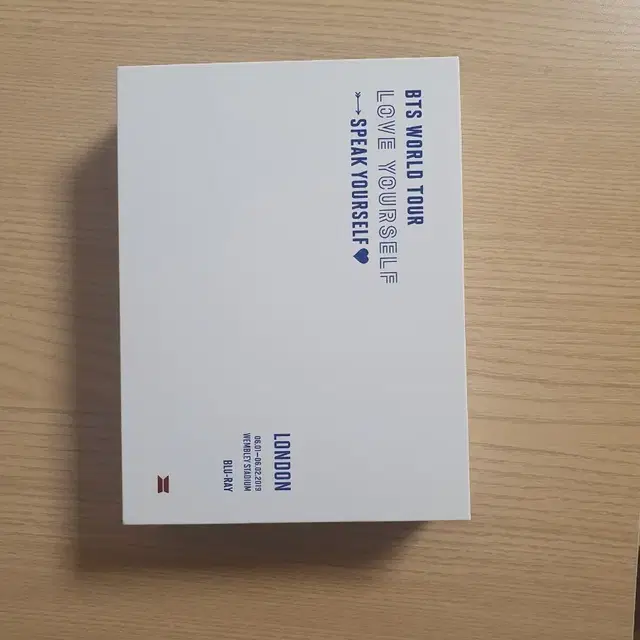 BTS WORLD TOUR
LOVE YOURSELF
SPEAK YOURSELF
LONDON
06.01–06.02.2019
WEMBLEY STADIUM
BLU-RAY